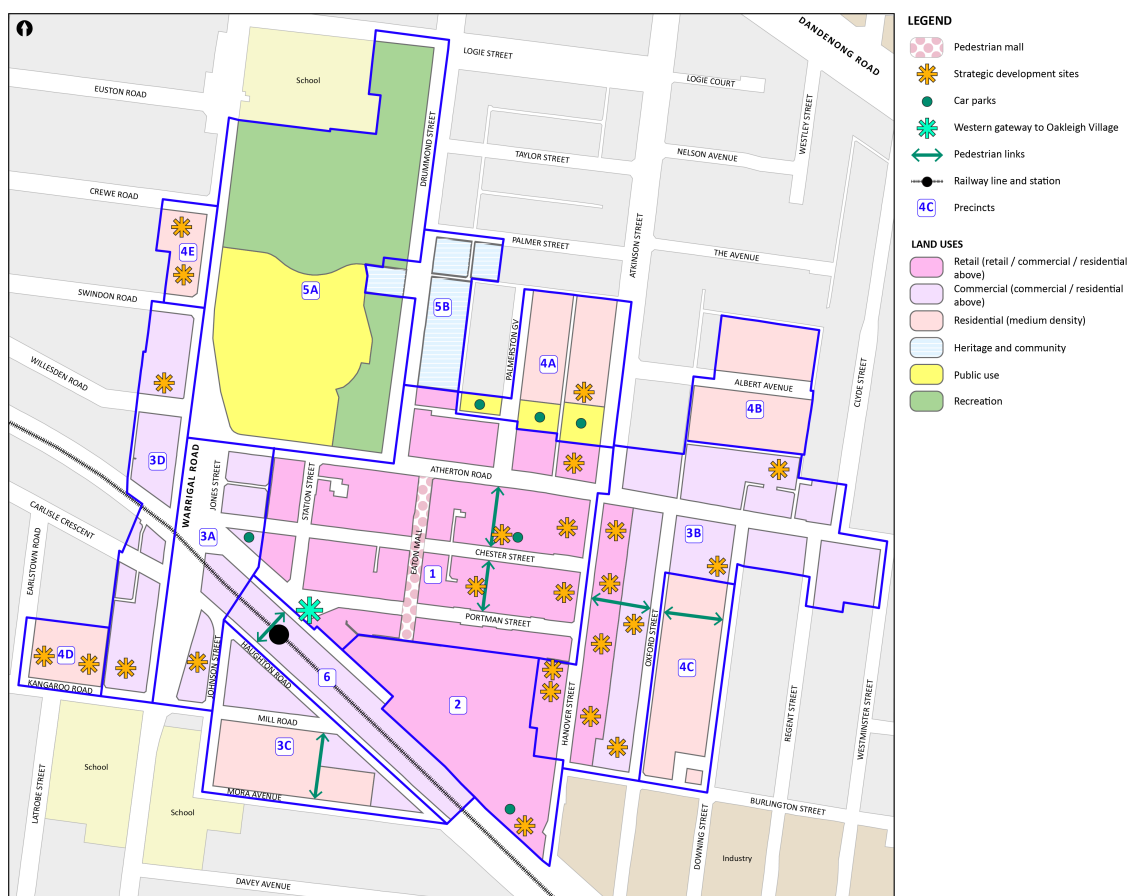 LOGIE STREET
DANDENONG ROAD
School
LOGIE COURT
EUSTON ROAD
WESTLEY STREET
DRUMMOND STREET
TAYLOR STREET
NELSON AVENUE
CREWE ROAD
4E
PALMER STREET
ATKINSON STREET
THE AVENUE
SWINDON ROAD
5A
5B
PALMERSTON GV
4A
WILLESDEN ROAD
ALBERT AVENUE
4B
CLYDE STREET
3D
WARRIGAL ROAD
JONES STREET
STATION STREET
ATHERTON ROAD
CARLISLE CRESCENT
3A
EATON MALL
CHESTER STREET
3B
EARLSTOWN ROAD
1
PORTMAN STREET
OXFORD STREET
4D
KANGAROO ROAD
JOHNSON STREET
HAUGHTON ROAD
6
2
4C
HANOVER STREET
REGENT STREET
WESTMINSTER STREET
MILL ROAD
3C
School
MORA AVENUE
LATROBE STREET
School
BURLINGTON STREET
DOWNING STREET
Industry
DAVEY AVENUE
LEGEND
Pedestrian mall
Strategic development sites
Car parks
Western gateway to Oakleigh Village
Pedestrian links
Railway line and station
4C
Precincts
LAND USES
Retail (retail / commercial / residential
above)
Commercial (commercial / residential
above)
Residential (medium density)
Heritage and community
Public use
Recreation